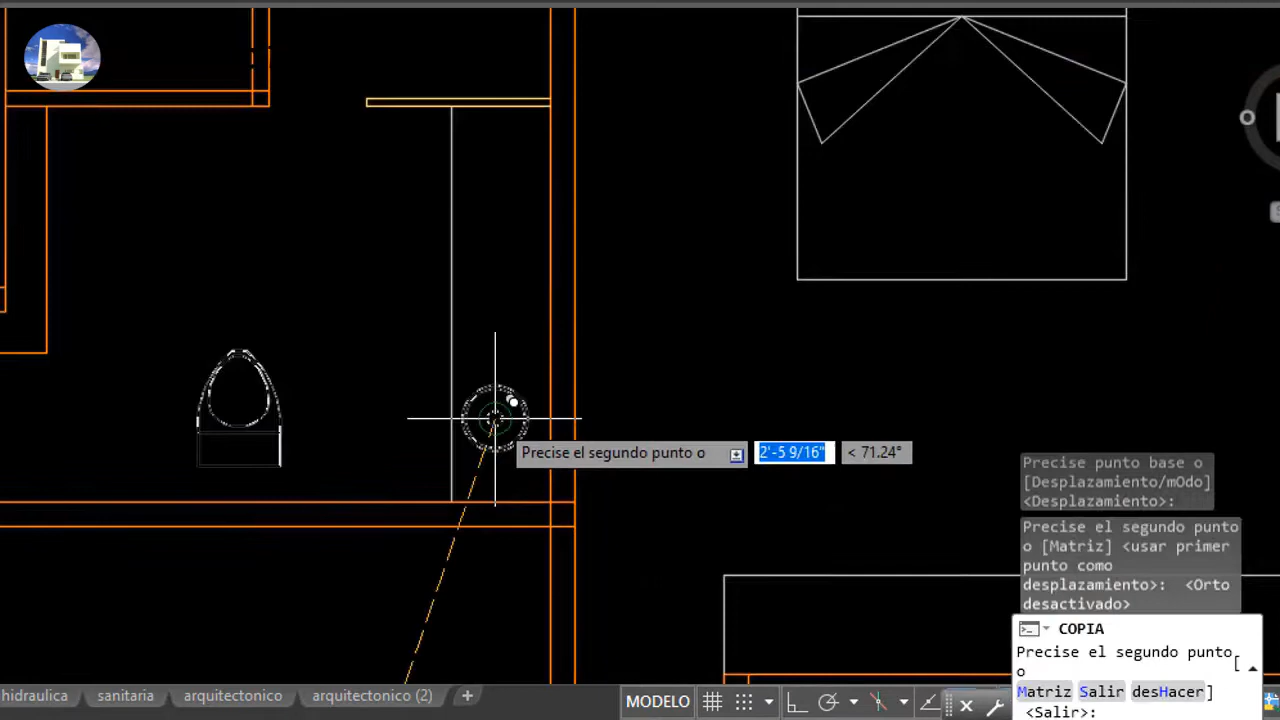 O
Precise el segundo punto o
2'-5 9/16"
< 71.24°
Precise punto base o
[Desplazamiento/mOdo]
<Desplazamiento>:
Precise el segundo punto
o [Matriz] <usar primer
punto como
desplazamiento>:  <Orto
desactivado>
COPIA
Precise el segundo punto
o [
Matriz Salir desHacer]
<Salir>:
hidraulica
sanitaria
arquitectonico
arquitectonico (2)
+
MODELO